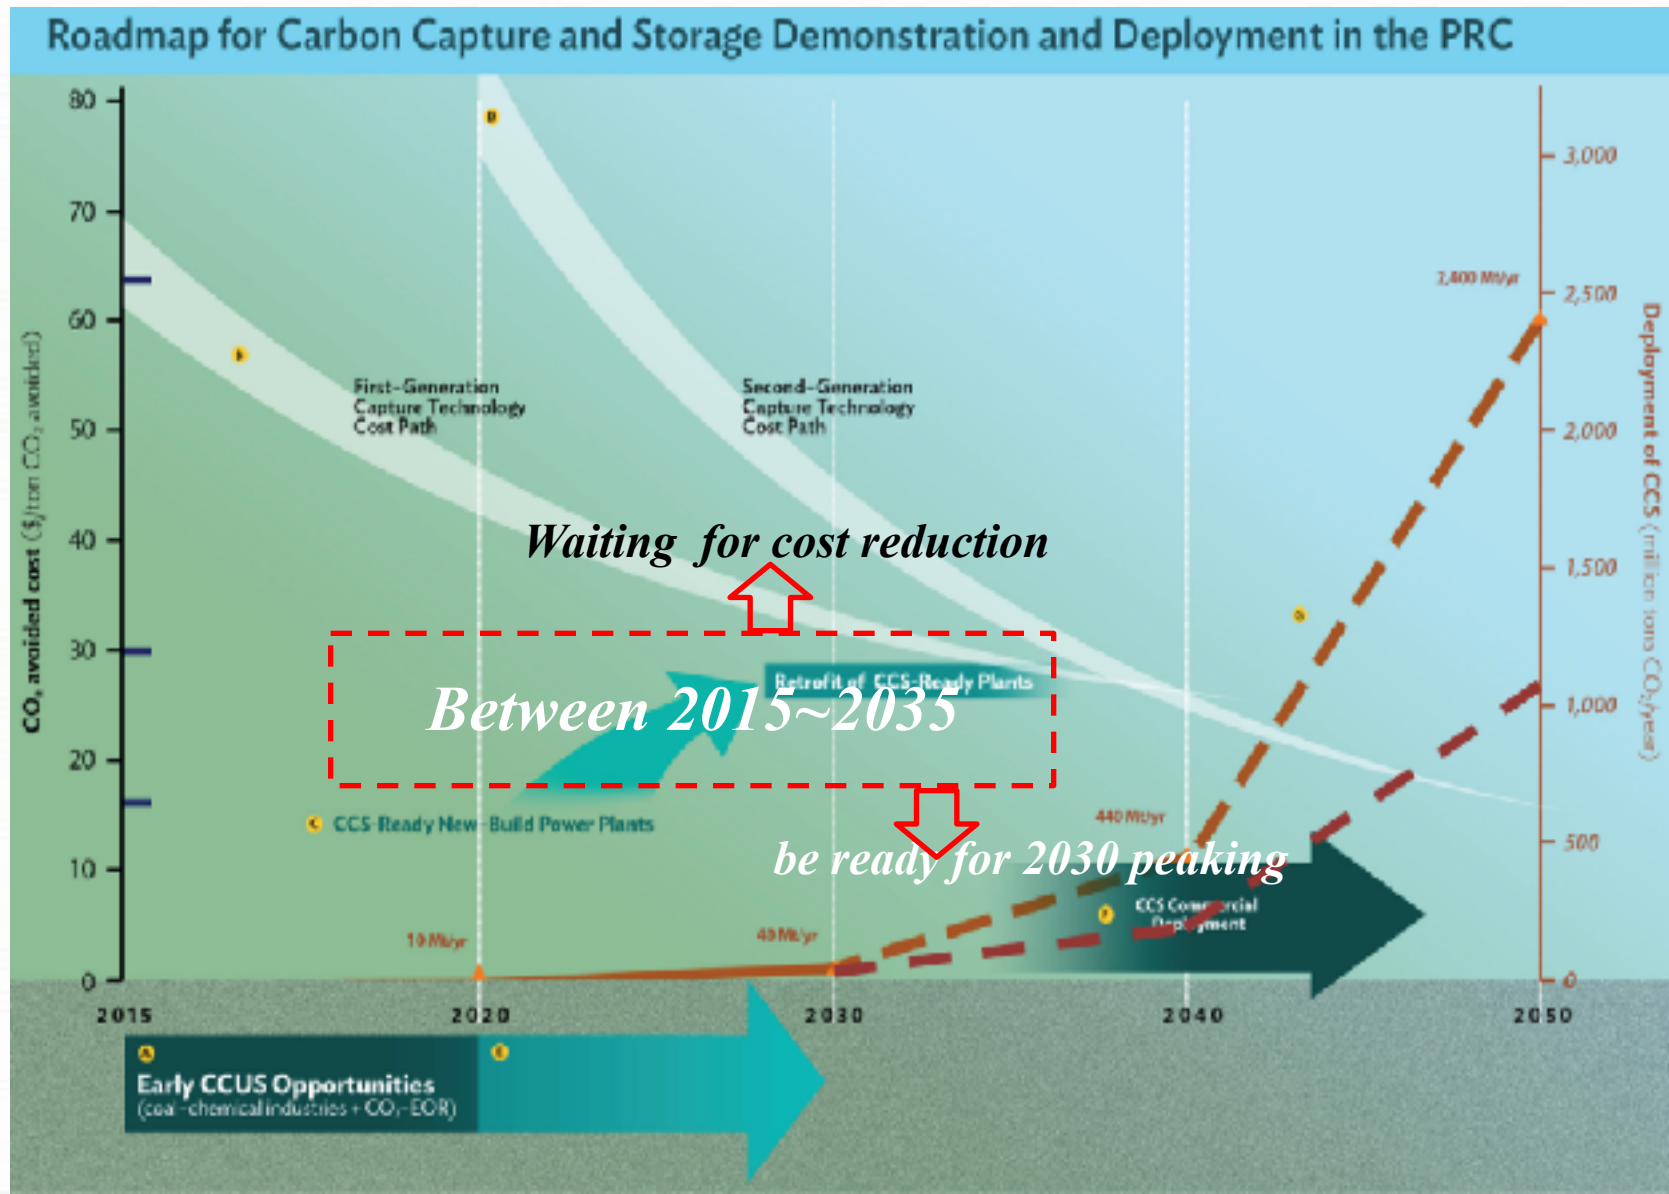 Roadmap for Carbon Capture and Storage Demonstration and Deployment in the PRC
80
70
60
50
40
30
20
10
0
CO₂ avoided cost ($/ton CO₂ avoided)
3,000
2,500
2,000
1,500
1,000
500
0
Deployment of CCS (million tons CO₂/year)
2,400 Mt/yr
First-Generation
Capture Technology
Cost Path
Second-Generation
Capture Technology
Cost Path
Waiting for cost reduction
Retrofit of CCS-Ready Plants
Between 2015~2035
C CCS-Ready New-Build Power Plants
440 Mt/yr
be ready for 2030 peaking
CCS Commercial
Deployment
10 Mt/yr
40 Mt/yr
2015
2020
2030
2040
2050
A
E
Early CCUS Opportunities
(coal-chemical industries + CO₂-EOR)